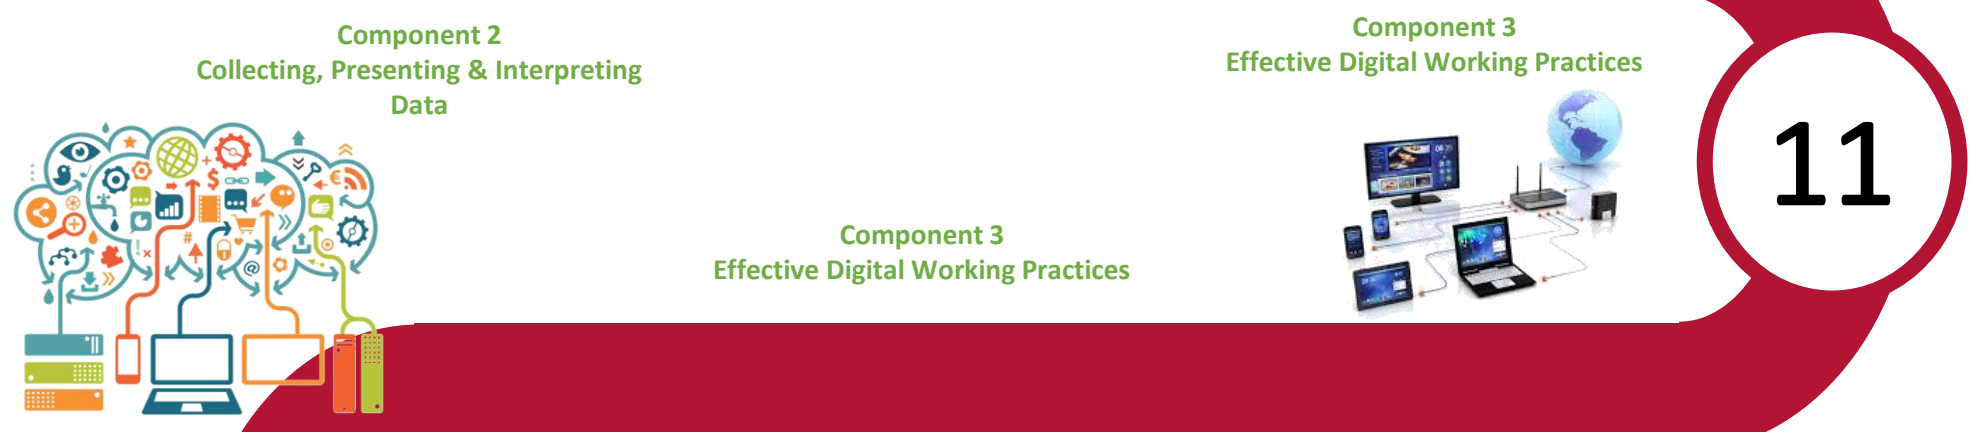 Component 2
Collecting, Presenting & Interpreting
Data
Component 3
Effective Digital Working Practices
Component 3
Effective Digital Working Practices
11